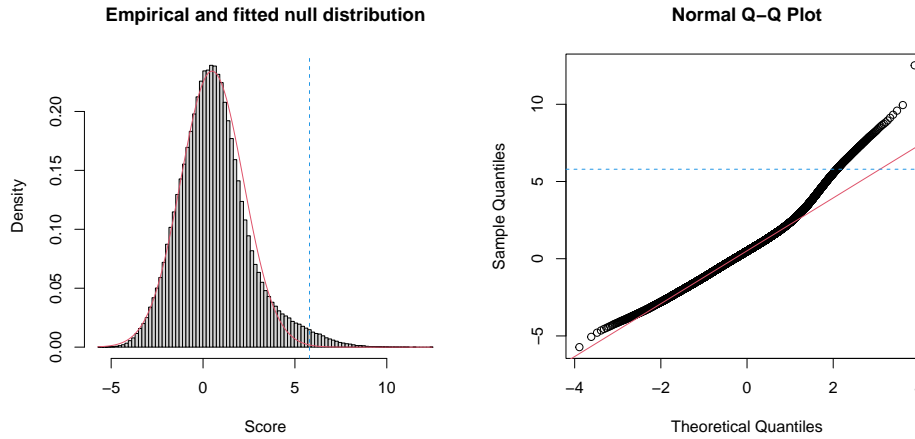 Empirical and fitted null distribution
Density
0.00
0.05
0.10
0.15
0.20
−5
0
5
10
Score
Normal Q−Q Plot
Sample Quantiles
−5
0
5
10
−4
−2
0
2
Theoretical Quantiles